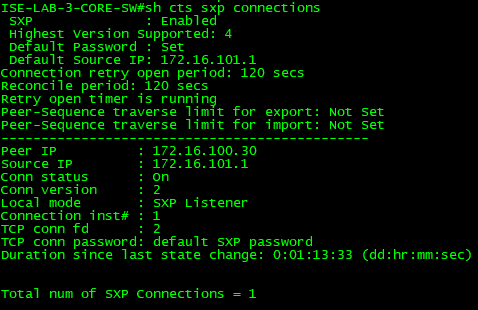 ISE-LAB-3-CORE-SW#sh cts sxp connections
 SXP              : Enabled
 Highest Version Supported: 4
 Default Password : Set
 Default Source IP: 172.16.101.1
Connection retry open period: 120 secs
Reconcile period: 120 secs
Retry open timer is running
Peer-Sequence traverse limit for export: Not Set
Peer-Sequence traverse limit for import: Not Set
----------------------------------------------
Peer IP          : 172.16.100.30
Source IP        : 172.16.101.1
Conn status      : On
Conn version     : 2
Local mode       : SXP Listener
Connection inst# : 1
TCP conn fd      : 2
TCP conn password: default SXP password
Duration since last state change: 0:01:13:33 (dd:hr:mm:sec)
Total num of SXP Connections = 1